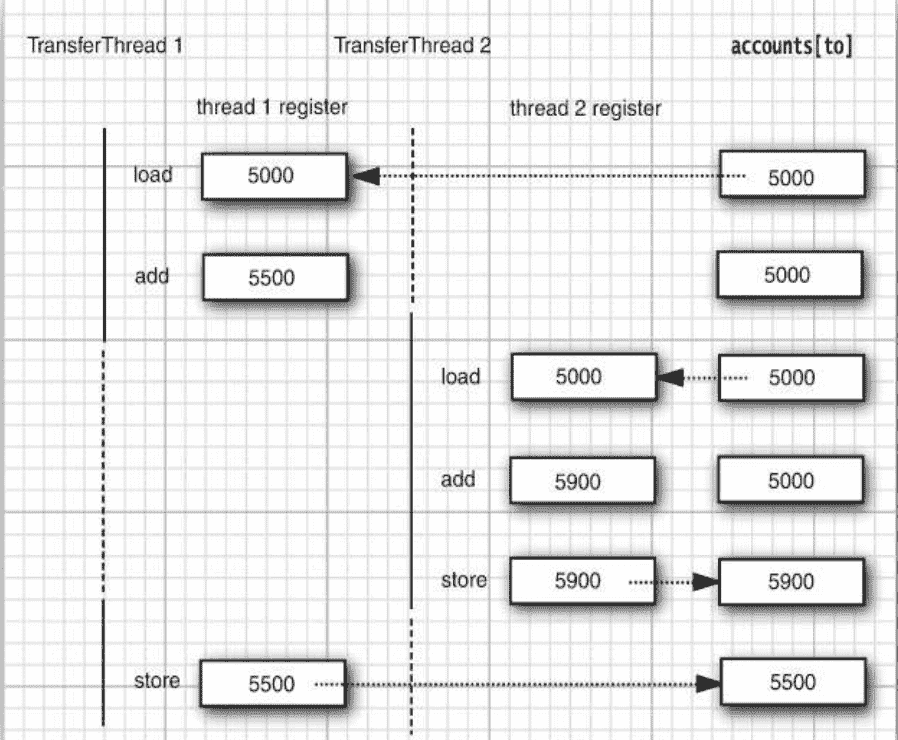 TransferThread 1 TransferThread 2 accounts[to]
thread 1 register thread 2 register
load 5000 5000
add 5500 5000
load 5000 5000
add 5900 5000
store 5900 5900
store 5500 5500